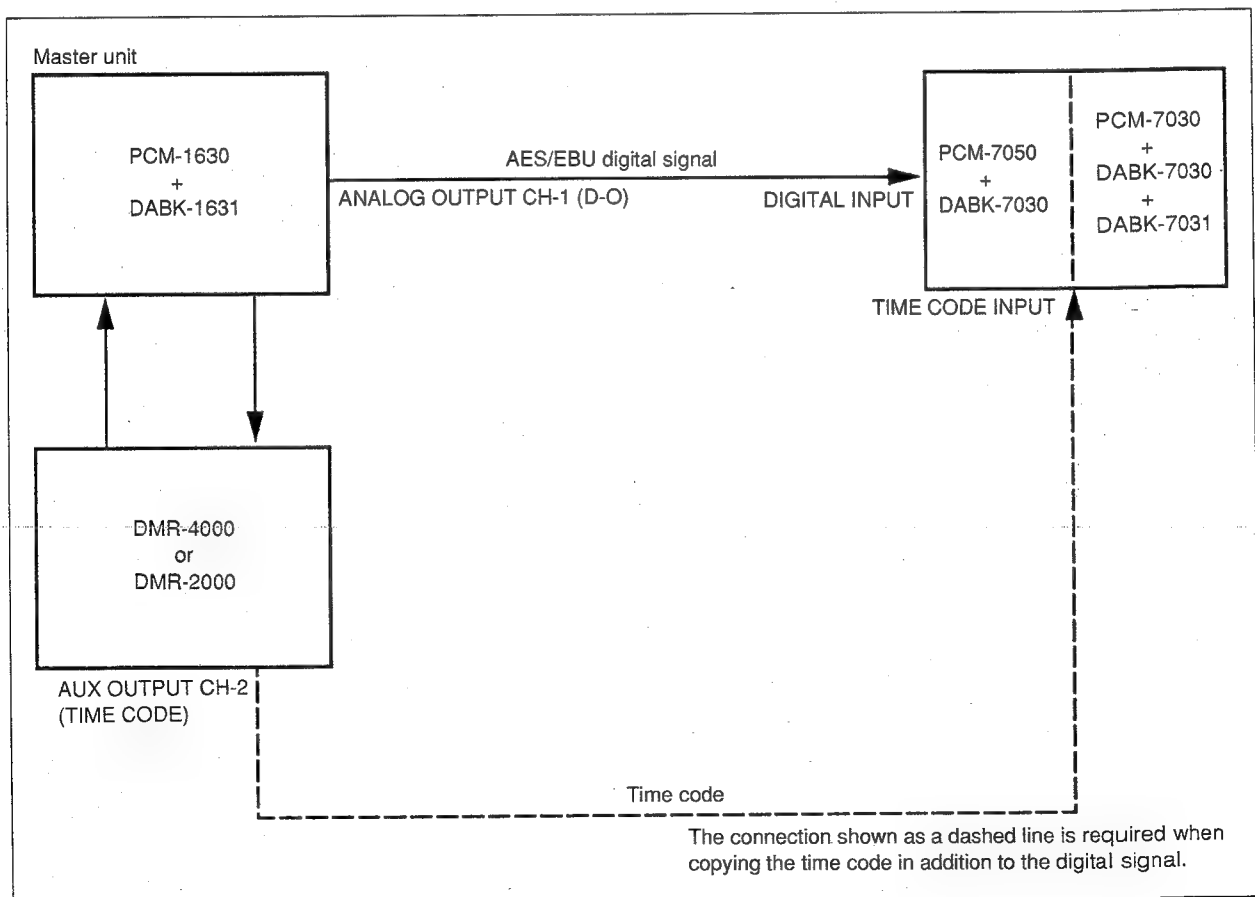 Master unit
PCM-1630
+
DABK-1631
AES/EBU digital signal
ANALOG OUTPUT CH-1 (D-O)
DIGITAL INPUT
PCM-7050
+
DABK-7030
PCM-7030
+
DABK-7030
+
DABK-7031
TIME CODE INPUT
DMR-4000
or
DMR-2000
AUX OUTPUT CH-2
(TIME CODE)
Time code
The connection shown as a dashed line is required when
copying the time code in addition to the digital signal.